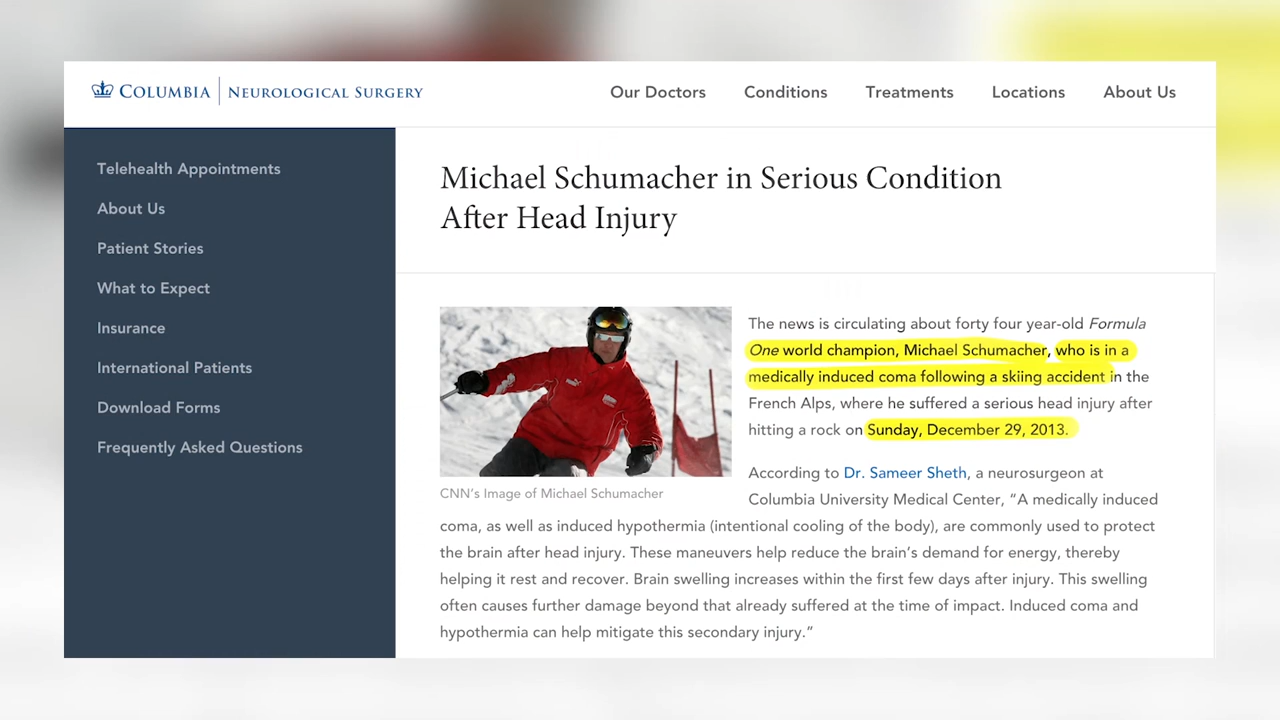 COLUMBIA | NEUROLOGICAL SURGERY
Our Doctors Conditions Treatments Locations About Us
Telehealth Appointments
About Us
Patient Stories
What to Expect
Insurance
International Patients
Download Forms
Frequently Asked Questions
Michael Schumacher in Serious Condition
After Head Injury
CNN's Image of Michael Schumacher
The news is circulating about forty four year-old Formula
One world champion, Michael Schumacher, who is in a
medically induced coma following a skiing accident in the
French Alps, where he suffered a serious head injury after
hitting a rock on Sunday, December 29, 2013.
According to Dr. Sameer Sheth, a neurosurgeon at
Columbia University Medical Center, “A medically induced
coma, as well as induced hypothermia (intentional cooling of the body), are commonly used to protect
the brain after head injury. These maneuvers help reduce the brain’s demand for energy, thereby
helping it rest and recover. Brain swelling increases within the first few days after injury. This swelling
often causes further damage beyond that already suffered at the time of impact. Induced coma and
hypothermia can help mitigate this secondary injury.”